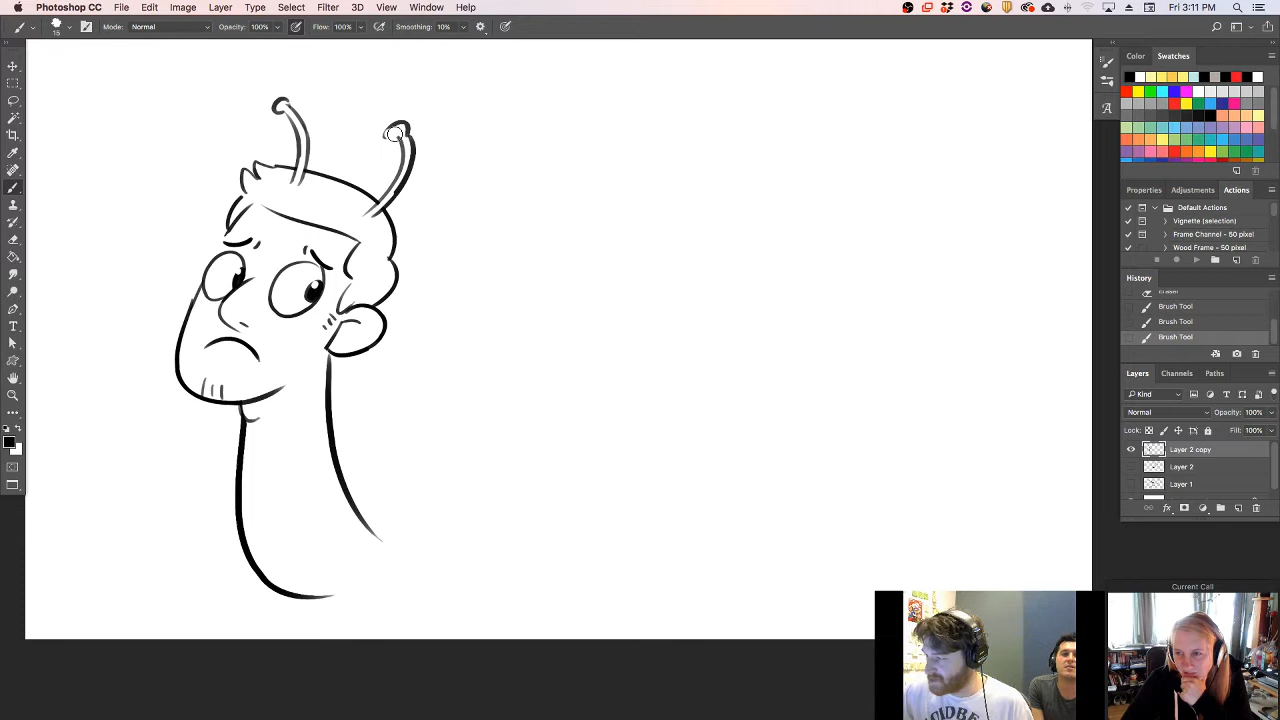 Photoshop CC File Edit Image Layer Type Select Filter 3D View Window Help Fri 3:11 PM
15 Mode: Normal Opacity: 100% Flow: 100% Smoothing: 10%
Color Swatches
Properties Adjustments Actions
Default Actions
Vignette (selection)
Frame Channel - 50 pixel
Wood Frame - 50 pixel
History
Eraser
Brush Tool
Brush Tool
Brush Tool
Layers Channels Paths
Kind
Normal Opacity: 100%
Lock: Fill: 100%
Layer 2 copy
Layer 2
Layer 1
Current Call